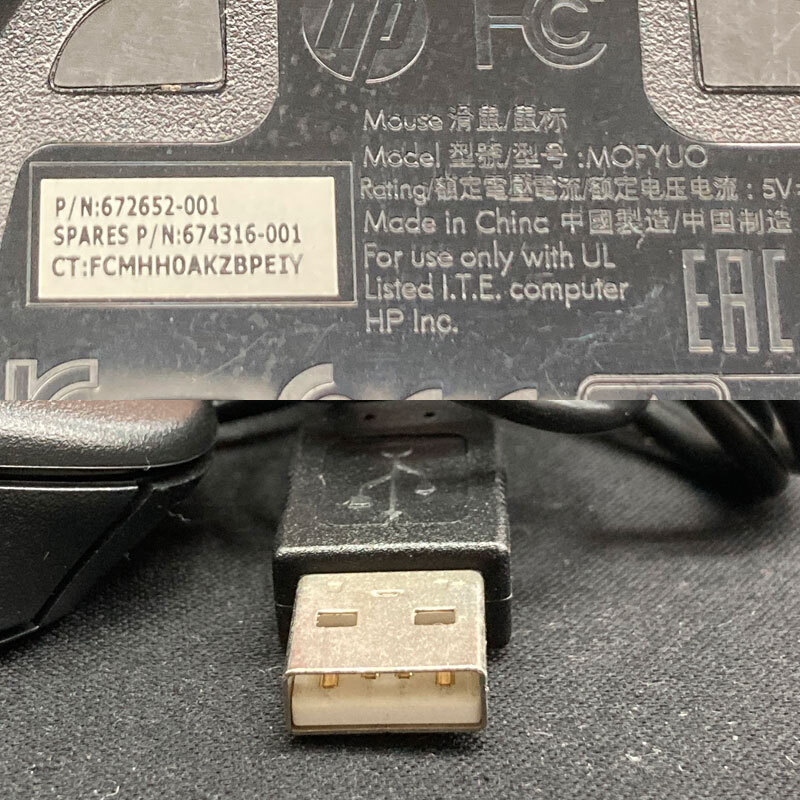 hp
FC
Mouse 滑鼠/鼠标
Model 型號/型号 :MOFYUO
Rating/額定電壓電流/额定电压电流 : 5V
Made in China 中國製造/中国制造
For use only with UL
Listed I.T.E. computer
HP Inc.
P/N:672652-001
SPARES P/N:674316-001
CT:FCMHH0AKZBPEIY
EAC